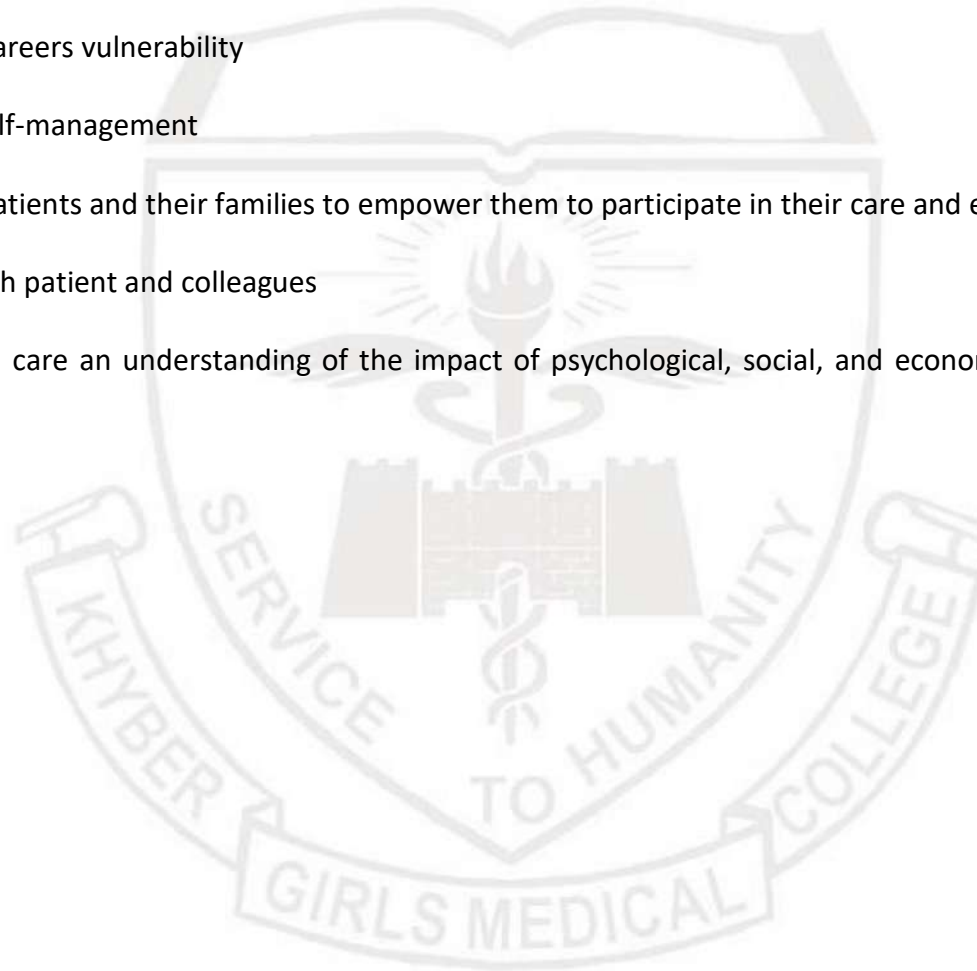 areers vulnerability
lf-management
atients and their families to empower them to participate in their care and e
h patient and colleagues
care an understanding of the impact of psychological, social, and econo
SERVICE TO HUMANITY
KHYBER GIRLS MEDICAL COLLEGE